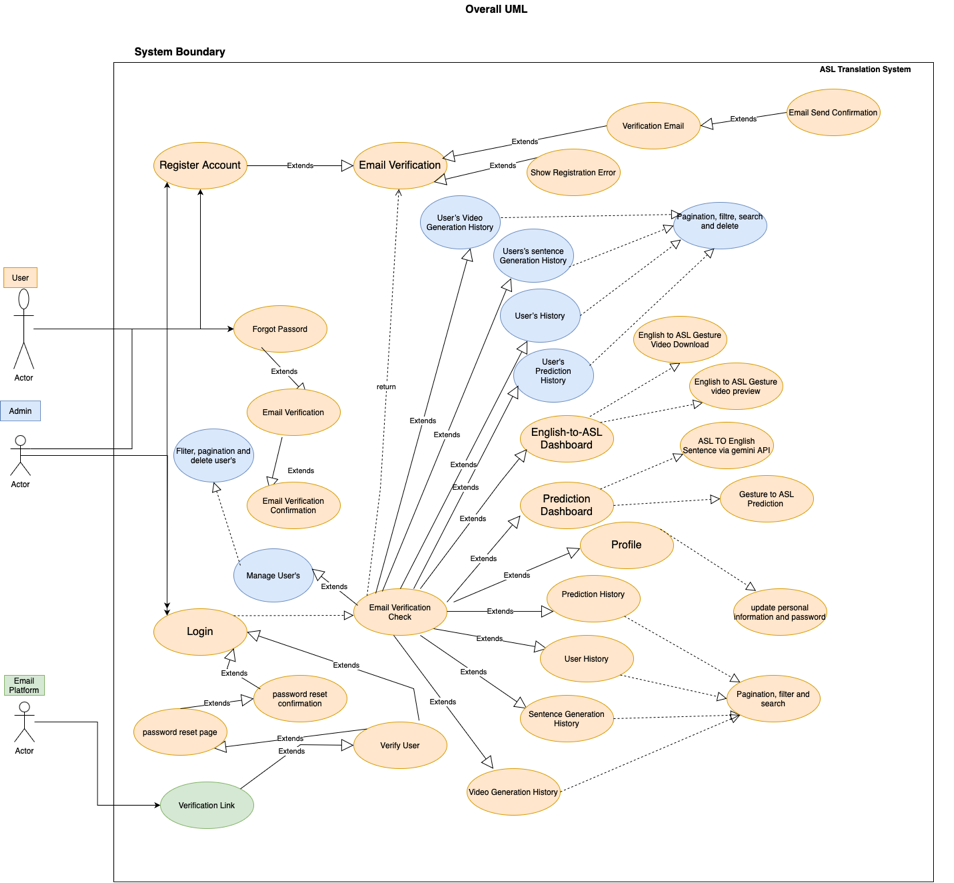 Overall UML
System Boundary
ASL Translation System
Email Send Confirmation
Extends
Verification Email
Extends
Register Account
Extends
Email Verification
Extends
Show Registration Error
User's Video
Generation History
Pagination, filtre, search
and delete
Users's sentence
Generation History
User
User's History
Forgot Passord
English to ASL Gesture
Video Download
Actor
Extends
User's
Prediction
History
return
English to ASL Gesture
video preview
Admin
Email Verification
Extends
Extends
English-to-ASL
Dashboard
ASL TO English
Sentence via gemini API
Fliter, pagination and
delete user's
Actor
Extends
Extends
Extends
Email Verification
Confirmation
Prediction
Dashboard
Gesture to ASL
Prediction
Extends
Profile
Extends
Manage User's
Extends
Extends
Prediction History
Email Verification
Check
Extends
update personal
information and password
Login
Extends
User History
Extends
Extends
Extends
Email
Platform
password reset
confirmation
Extends
Extends
Pagination, filter and
search
Sentence Generation
History
password reset page
Extends
Verify User
Extends
Actor
Video Generation History
Verification Link